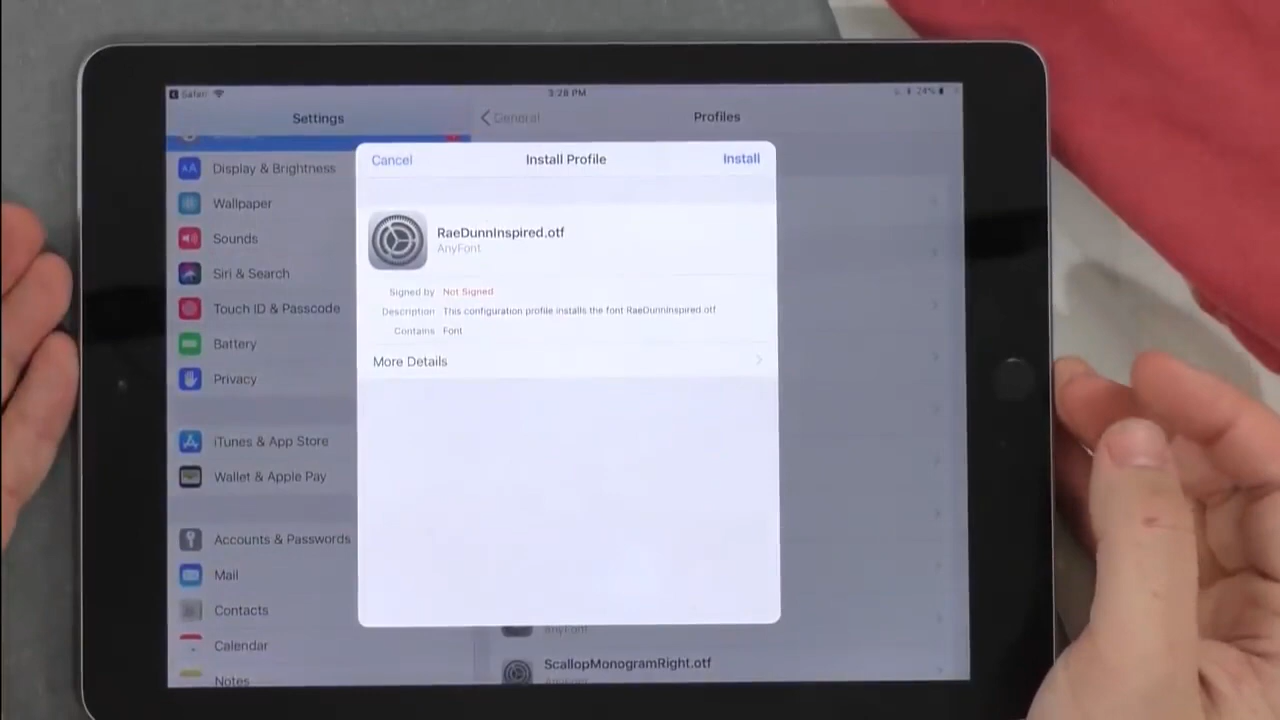 Safari
3:28 PM
24%
Settings
General
Profiles
Display & Brightness
Wallpaper
Sounds
Siri & Search
Touch ID & Passcode
Battery
Privacy
iTunes & App Store
Wallet & Apple Pay
Accounts & Passwords
Mail
Contacts
Calendar
Notes
Cancel
Install Profile
Install
RaeDunnInspired.otf
AnyFont
Signed by Not Signed
Description This configuration profile installs the font RaeDunnInspired.otf
Contains Font
More Details
AnyFont
ScallopMonogramRight.otf
AnyFont